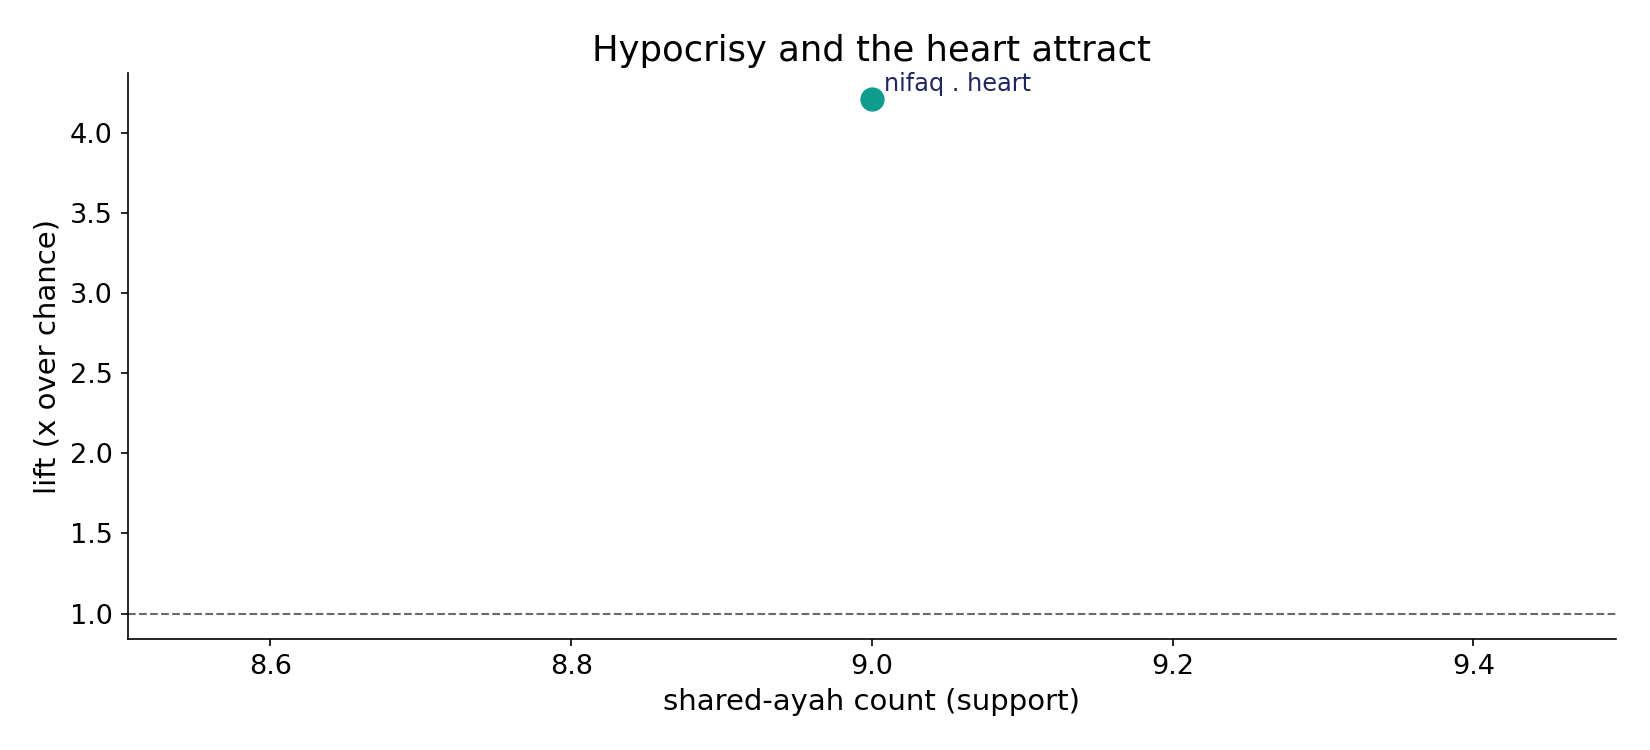 Hypocrisy and the heart attract
nifaq . heart
lift (x over chance)
4.0
3.5
3.0
2.5
2.0
1.5
1.0
8.6 8.8 9.0 9.2 9.4
shared-ayah count (support)